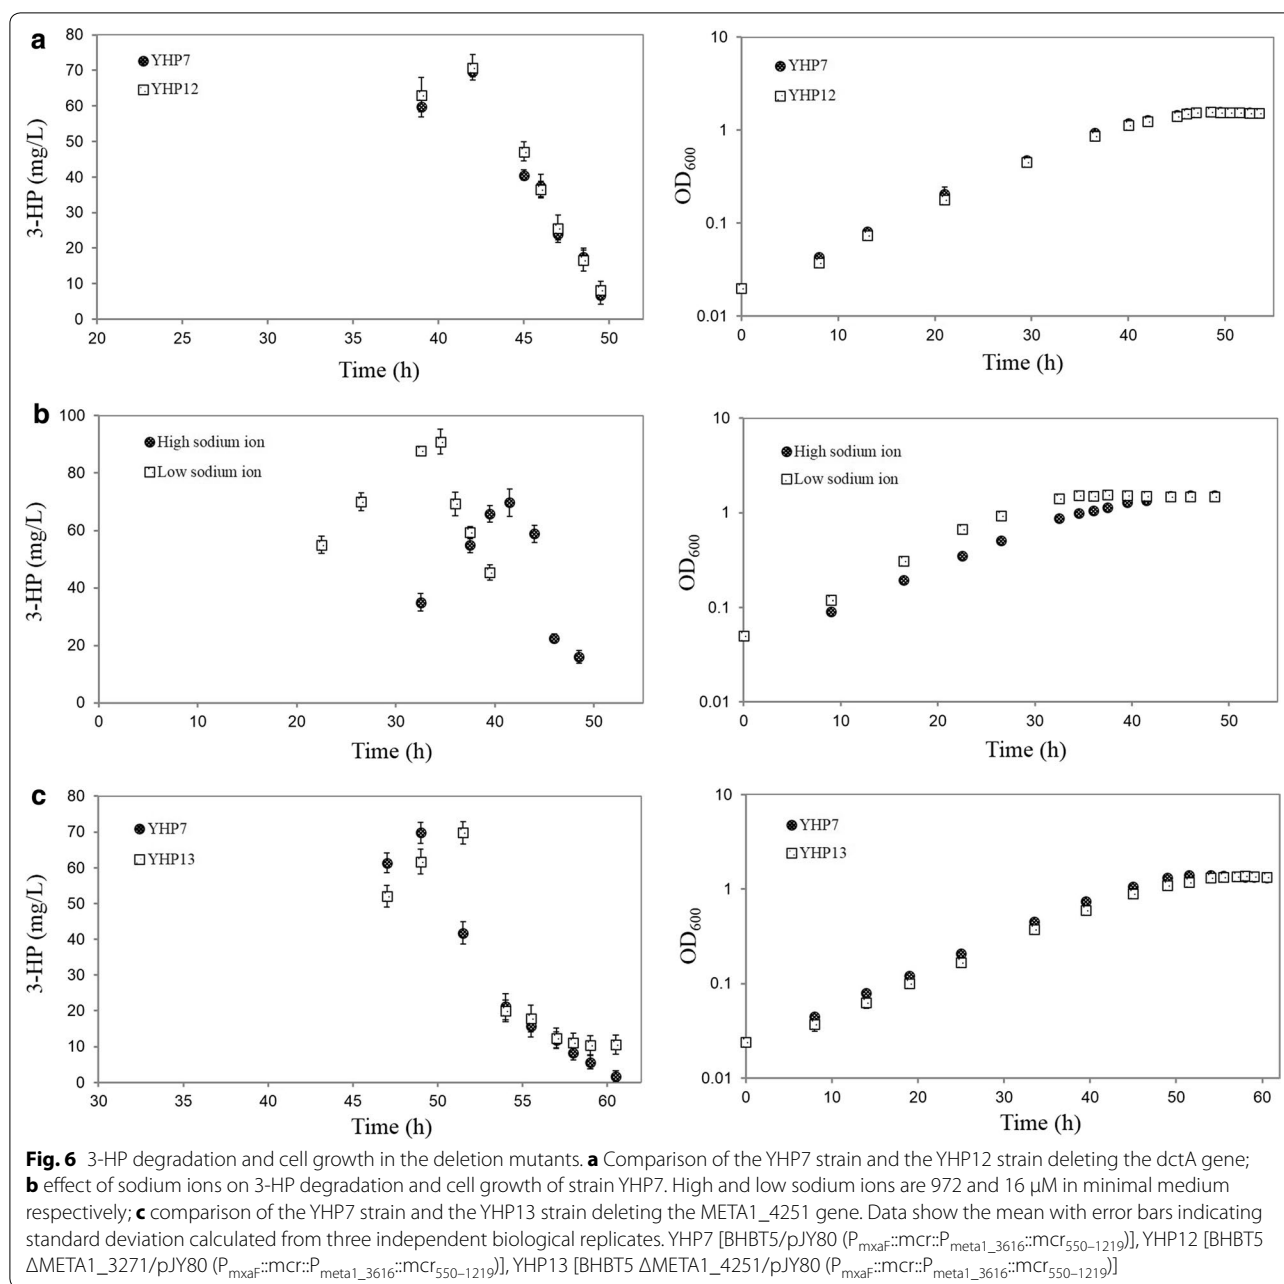 a
80
70
60
50
40
30
20
10
0
3-HP (mg/L)
YHP7
YHP12
20 25 30 35 40 45 50
Time (h)
10
1
0.1
0.01
OD600
YHP7
YHP12
0 10 20 30 40 50
Time (h)
b
100
80
60
40
20
0
3-HP (mg/L)
High sodium ion
Low sodium ion
0 10 20 30 40 50
Time (h)
10
1
0.1
0.01
OD600
High sodium ion
Low sodium ion
0 10 20 30 40 50
Time (h)
c
80
70
60
50
40
30
20
10
0
3-HP (mg/L)
YHP7
YHP13
30 35 40 45 50 55 60
Time (h)
10
1
0.1
0.01
OD600
YHP7
YHP13
0 10 20 30 40 50 60
Time (h)
Fig. 6 3-HP degradation and cell growth in the deletion mutants. a Comparison of the YHP7 strain and the YHP12 strain deleting the dctA gene;
b effect of sodium ions on 3-HP degradation and cell growth of strain YHP7. High and low sodium ions are 972 and 16 μM in minimal medium
respectively; c comparison of the YHP7 strain and the YHP13 strain deleting the META1_4251 gene. Data show the mean with error bars indicating
standard deviation calculated from three independent biological replicates. YHP7 [BHBT5/pJY80 (PmxaF::mcr::Pmeta1_3616::mcr550–1219)], YHP12 [BHBT5
ΔMETA1_3271/pJY80 (PmxaF::mcr::Pmeta1_3616::mcr550–1219)], YHP13 [BHBT5 ΔMETA1_4251/pJY80 (PmxaF::mcr::Pmeta1_3616::mcr550–1219)]